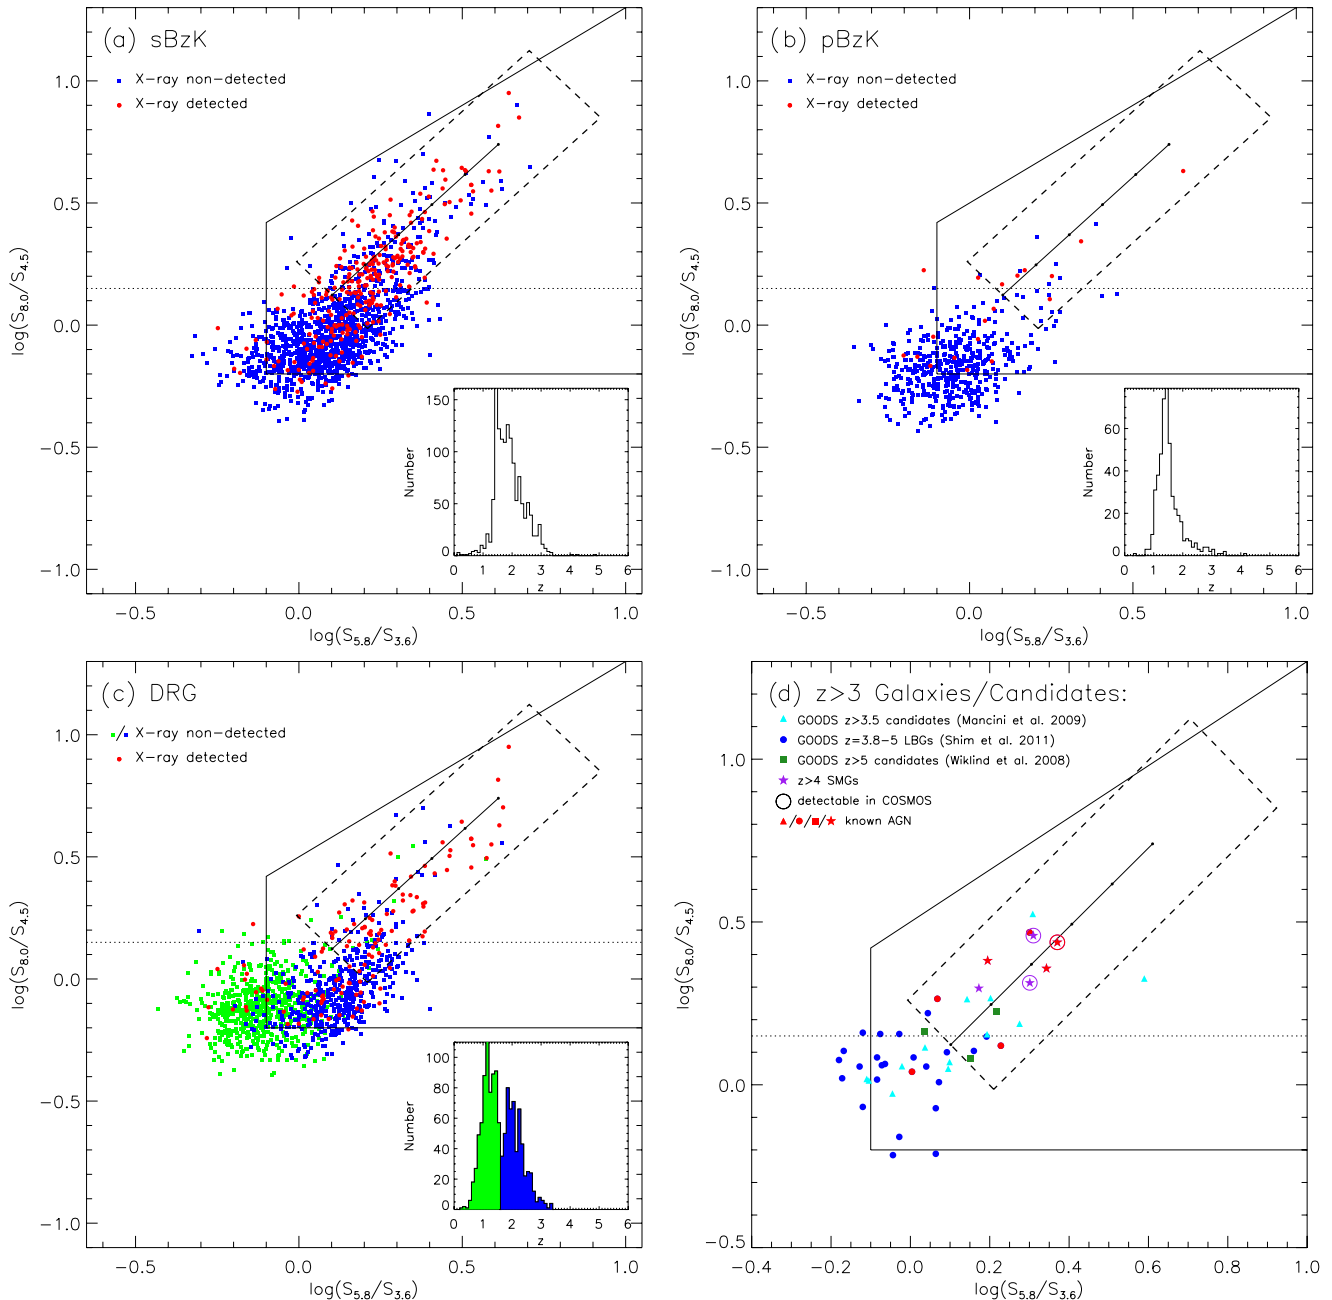 (a) sBzK
X-ray non-detected
X-ray detected
1.0
0.5
0.0
−0.5
−1.0
log(S8.0/S4.5)
−0.5
0.0
0.5
1.0
log(S5.8/S3.6)
150
100
50
0
Number
0 1 2 3 4 5 6
z
(b) pBzK
X-ray non-detected
X-ray detected
1.0
0.5
0.0
−0.5
−1.0
log(S8.0/S4.5)
−0.5
0.0
0.5
1.0
log(S5.8/S3.6)
60
40
20
0
Number
0 1 2 3 4 5 6
z
(c) DRG
/ X-ray non-detected
X-ray detected
1.0
0.5
0.0
−0.5
−1.0
log(S8.0/S4.5)
−0.5
0.0
0.5
1.0
log(S5.8/S3.6)
100
80
60
40
20
0
Number
0 1 2 3 4 5 6
z
(d) z>3 Galaxies/Candidates:
GOODS z>3.5 candidates (Mancini et al. 2009)
GOODS z=3.8−5 LBGs (Shim et al. 2011)
GOODS z>5 candidates (Wiklind et al. 2008)
z>4 SMGs
detectable in COSMOS
/ / / known AGN
1.0
0.5
0.0
−0.5
log(S8.0/S4.5)
−0.4 −0.2 0.0 0.2 0.4 0.6 0.8 1.0
log(S5.8/S3.6)